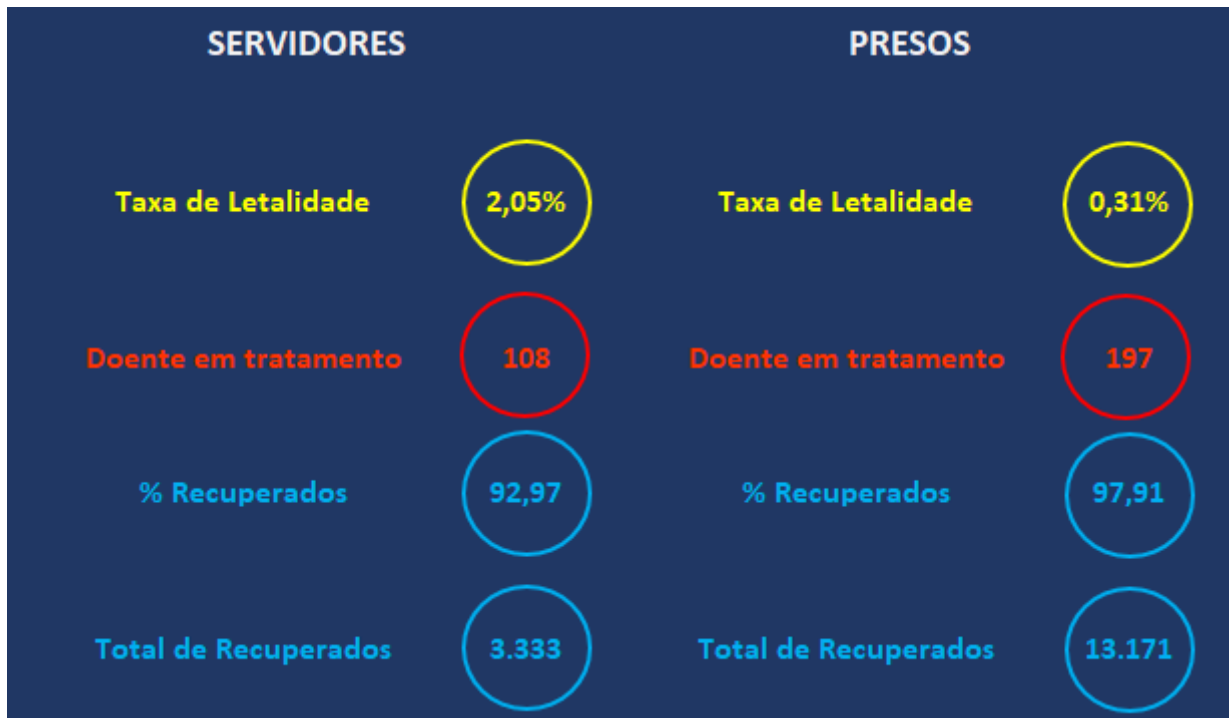 SERVIDORES
PRESOS
Taxa de Letalidade
2,05%
Taxa de Letalidade
0,31%
Doente em tratamento
108
Doente em tratamento
197
% Recuperados
92,97
% Recuperados
97,91
Total de Recuperados
3.333
Total de Recuperados
13.171